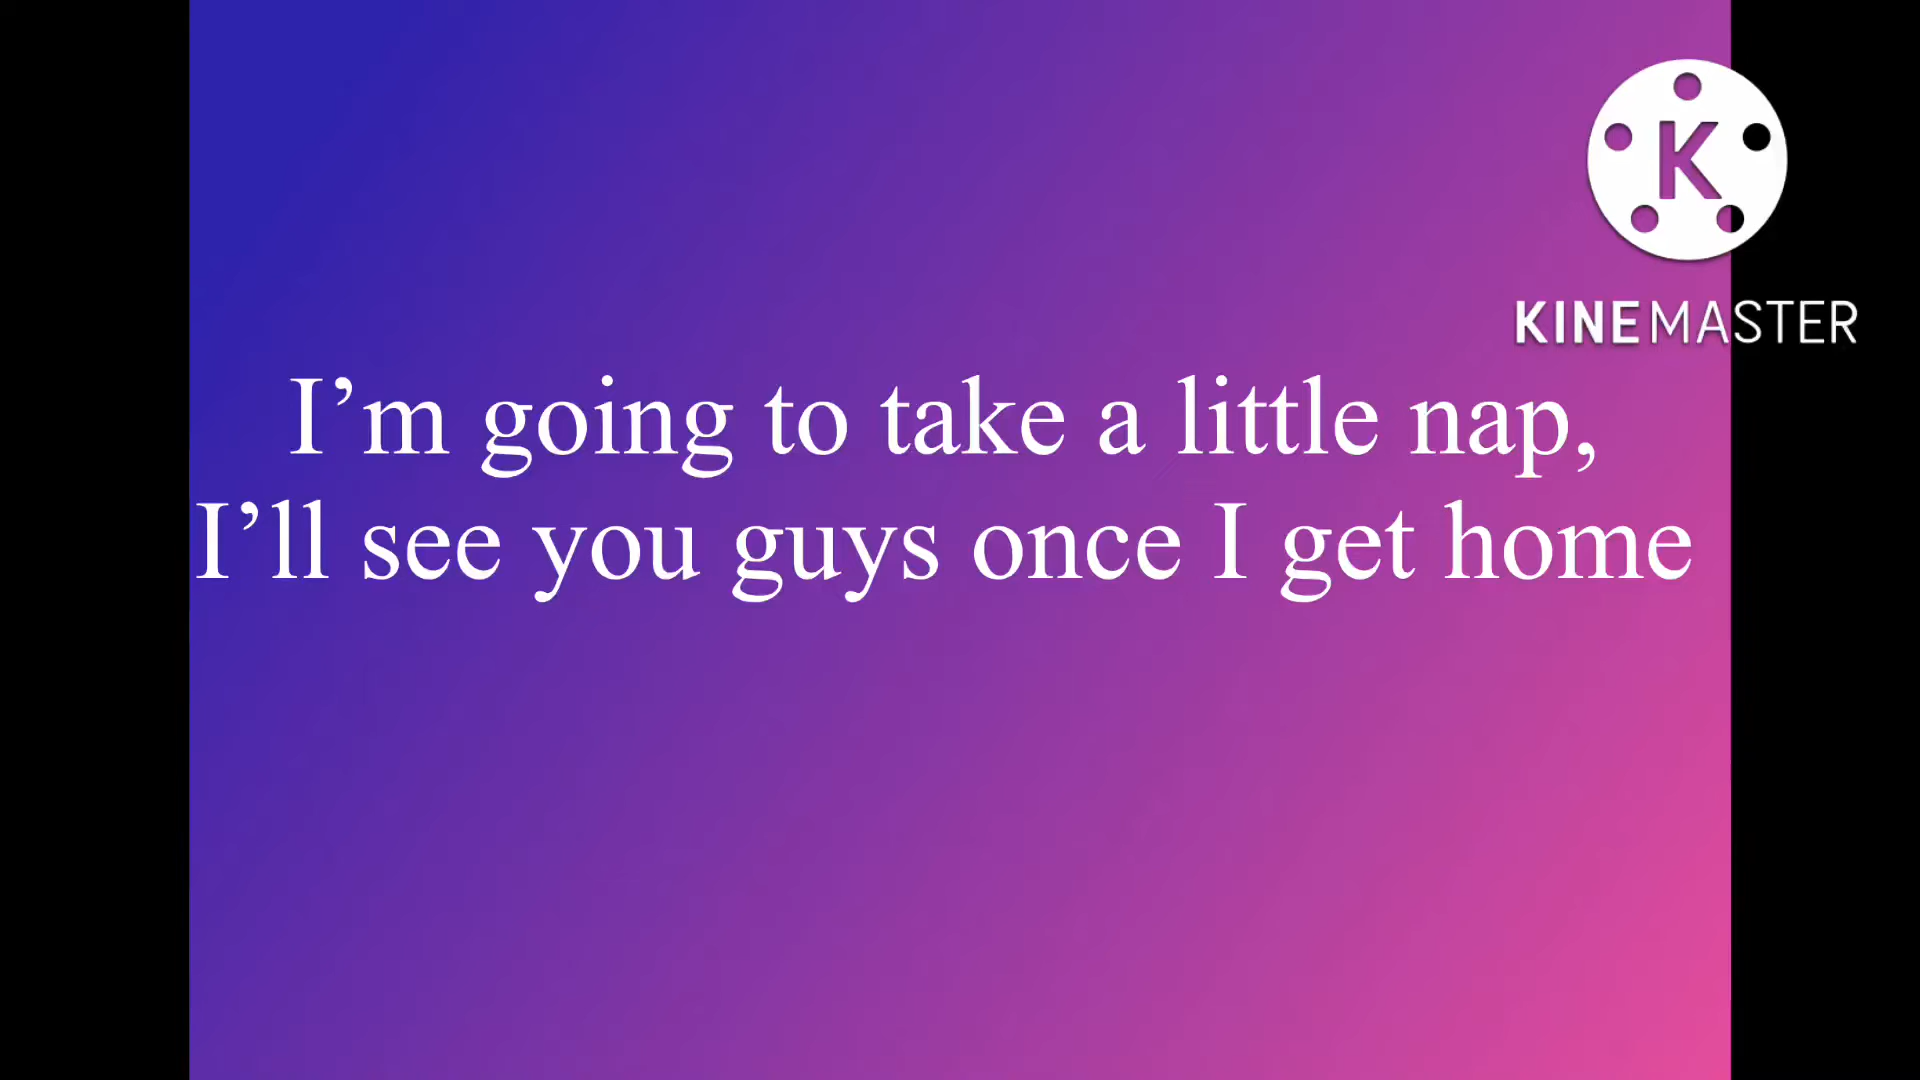 K
KINEMASTER
I’m going to take a little nap,
I’ll see you guys once I get home